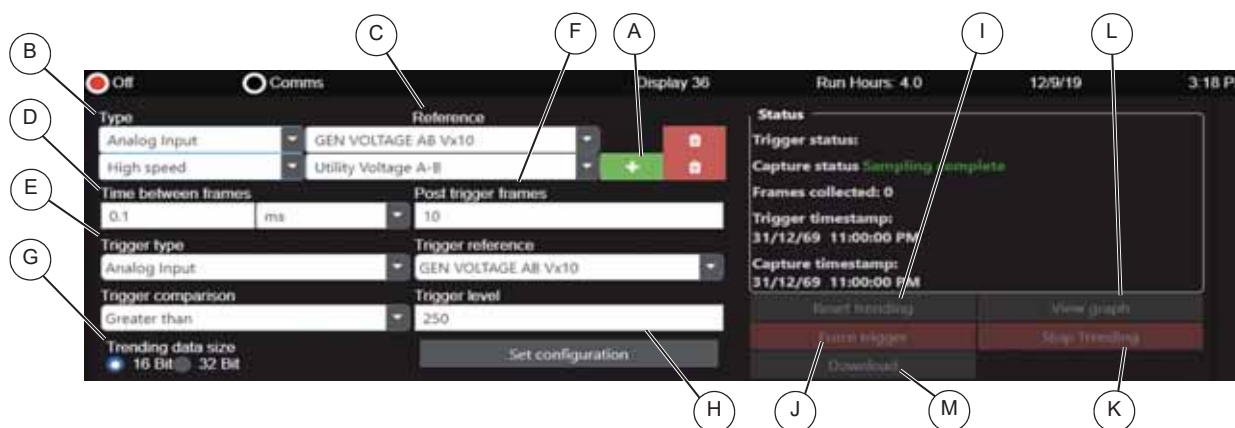 B
C
F
A
I
L
Off
Comms
Display 36
Run Hours: 4.0
12/9/19
3:18 P
D
Type
Reference
Analog Input
GEN VOLTAGE AB Vx10
High speed
Utility Voltage A-B
E
Time between frames
Post trigger frames
0.1
ms
10
G
Trigger type
Trigger reference
Analog Input
GEN VOLTAGE AB Vx10
Trigger comparison
Trigger level
Greater than
250
Trending data size
16 Bit
32 Bit
Set configuration
Status
Trigger status:
Capture status Sampling complete
Frames collected: 0
Trigger timestamp:
31/12/69 11:00:00 PM
Capture timestamp:
31/12/69 11:00:00 PM
Reset trending
View graph
Force trigger
Stop Trending
Download
H
J
M
K